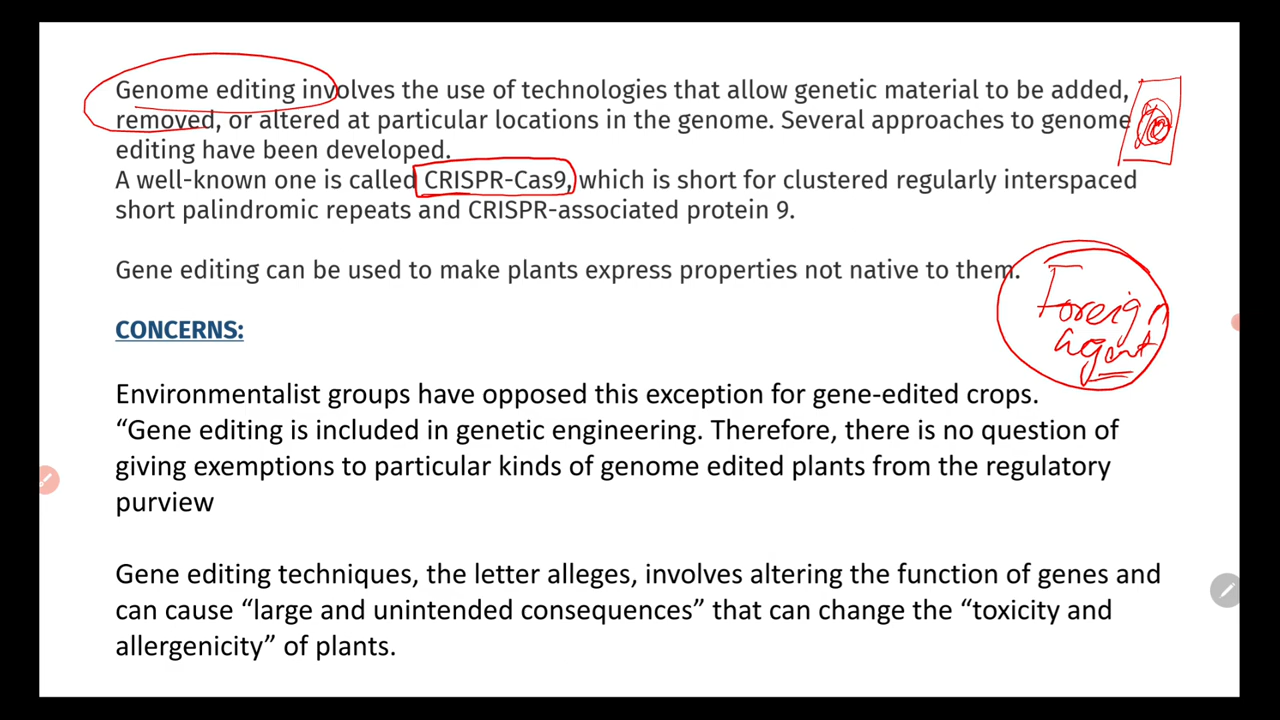 Genome editing involves the use of technologies that allow genetic material to be added,
removed, or altered at particular locations in the genome. Several approaches to genome
editing have been developed.
A well-known one is called CRISPR-Cas9, which is short for clustered regularly interspaced
short palindromic repeats and CRISPR-associated protein 9.
Gene editing can be used to make plants express properties not native to them.
Foreign
agent
CONCERNS:
Environmentalist groups have opposed this exception for gene-edited crops.
“Gene editing is included in genetic engineering. Therefore, there is no question of
giving exemptions to particular kinds of genome edited plants from the regulatory
purview
Gene editing techniques, the letter alleges, involves altering the function of genes and
can cause “large and unintended consequences” that can change the “toxicity and
allergenicity” of plants.